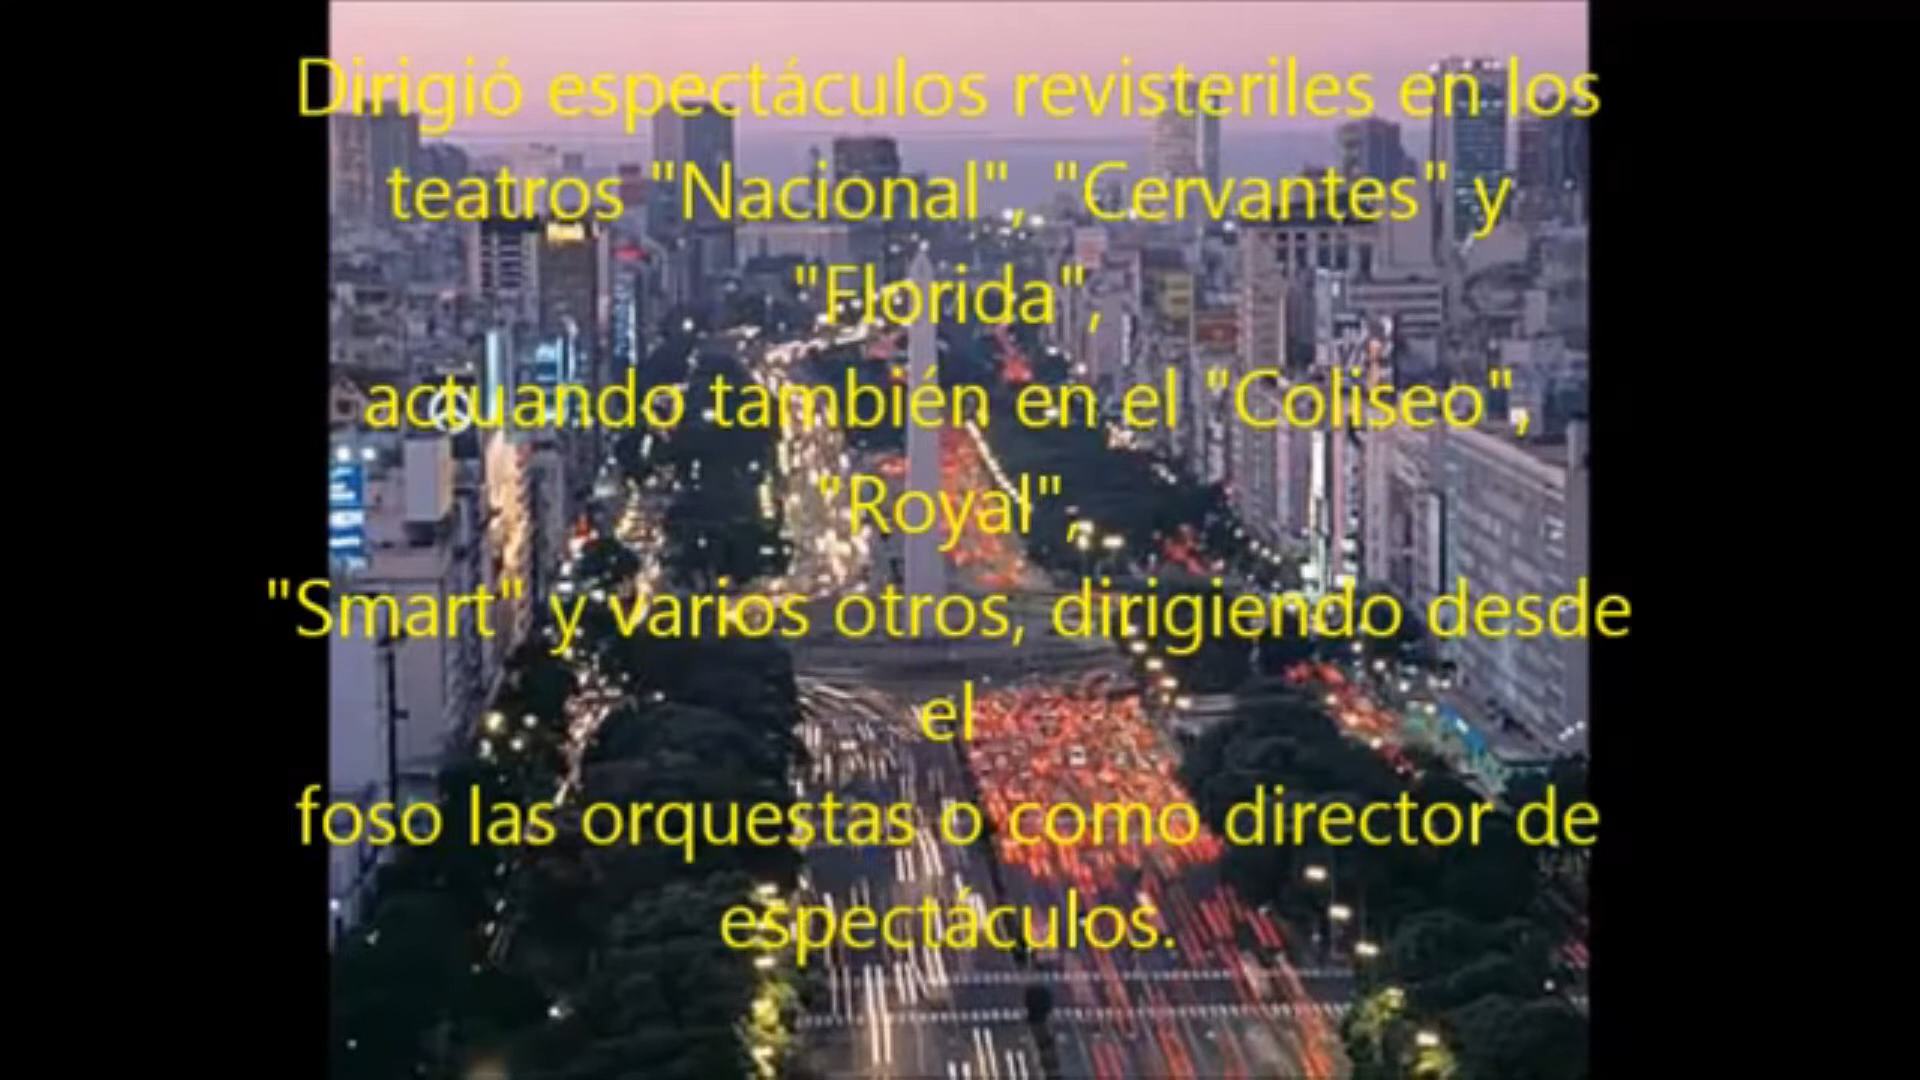 Dirigió espectáculos revisteriles en los
teatros "Nacional", "Cervantes" y
"Florida",
actuando también en el "Coliseo",
"Royal",
"Smart" y varios otros, dirigiendo desde
el
foso las orquestas o como director de
espectáculos.